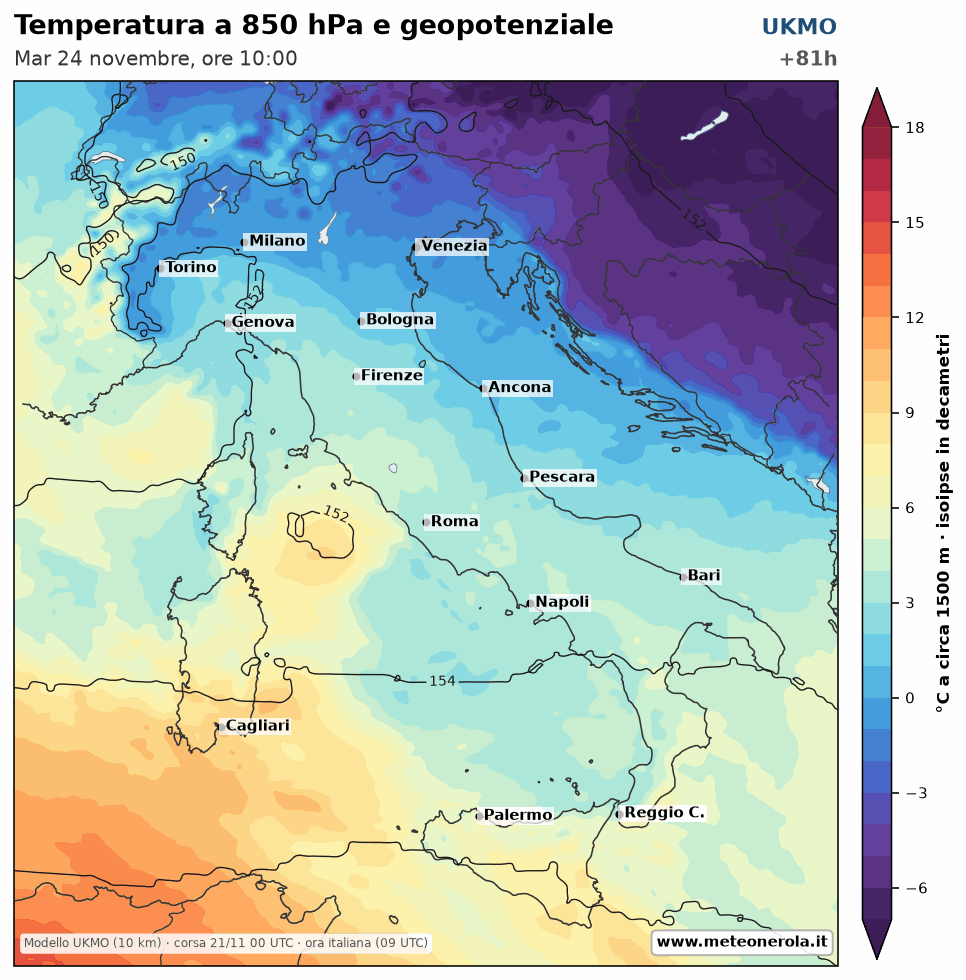 Temperatura a 850 hPa e geopotenziale
UKMO
Mar 24 novembre, ore 10:00
+81h
150
150
150
152
Milano
Venezia
Torino
152
Genova
Bologna
Firenze
Ancona
Pescara
152
Roma
Bari
Napoli
154
Cagliari
Palermo
Reggio C.
18
15
12
9
6
3
0
−3
−6
°C a circa 1500 m · isoipse in decametri
Modello UKMO (10 km) · corsa 21/11 00 UTC · ora italiana (09 UTC)
www.meteonerola.it